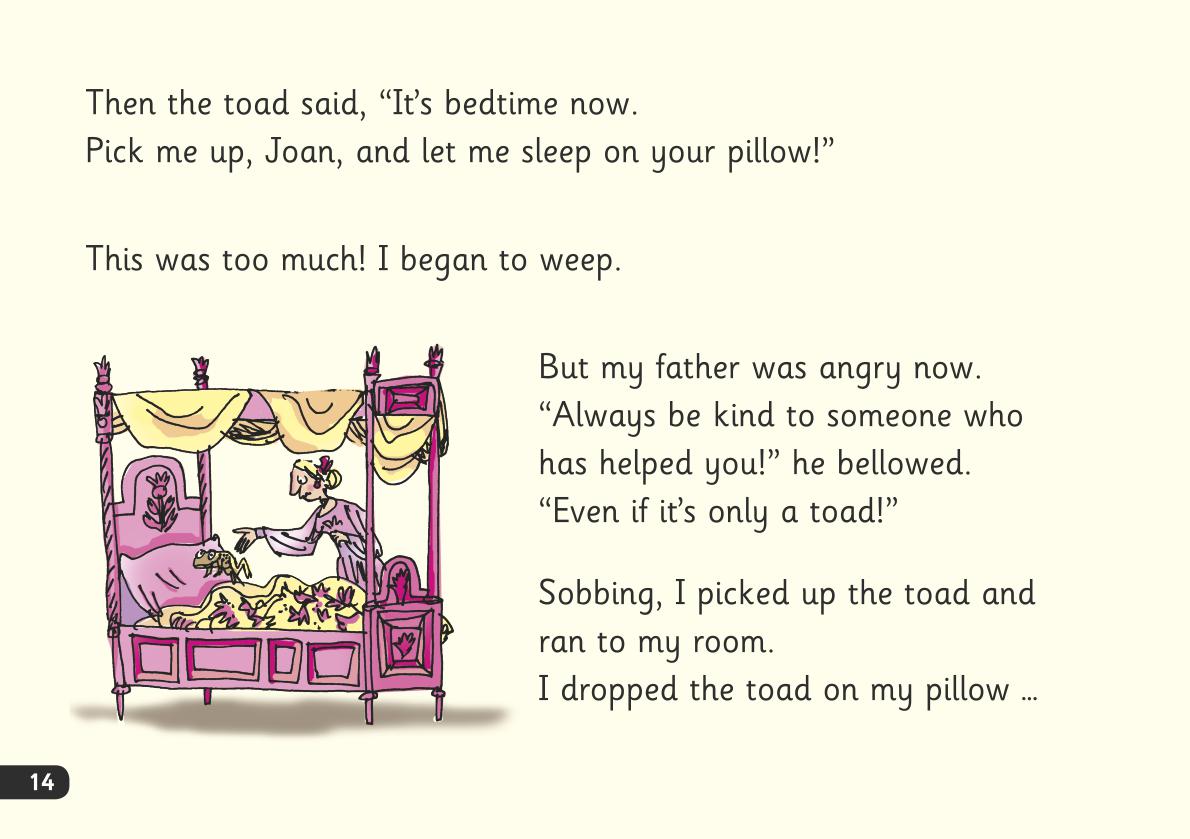 Then the toad said, “It’s bedtime now.
Pick me up, Joan, and let me sleep on your pillow!”
This was too much! I began to weep.
But my father was angry now.
“Always be kind to someone who
has helped you!” he bellowed.
“Even if it’s only a toad!”
Sobbing, I picked up the toad and
ran to my room.
I dropped the toad on my pillow ...
14